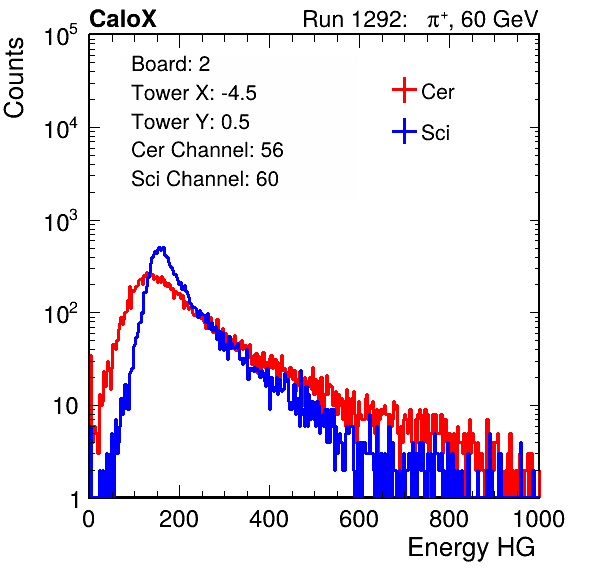 CaloX Run 1292: π⁺, 60 GeV
Counts
Board: 2
Tower X: -4.5
Tower Y: 0.5
Cer Channel: 56
Sci Channel: 60
Cer
Sci
10⁵
10⁴
10³
10²
10
1
0 200 400 600 800 1000
Energy HG